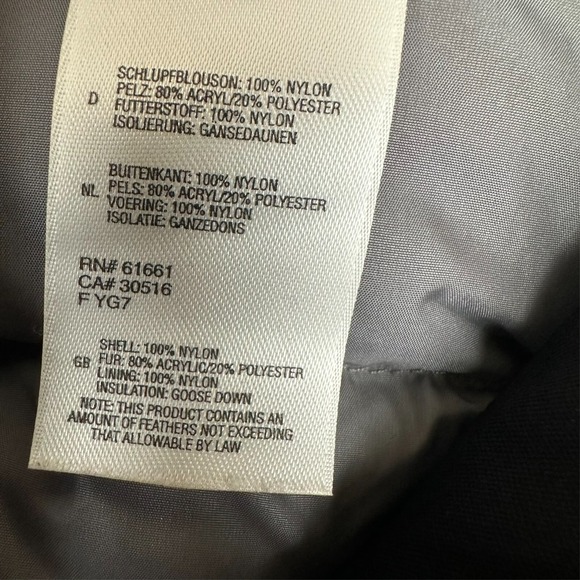 SCHLUPFBLOUSON: 100% NYLON
PELZ: 80% ACRYL/20% POLYESTER
D FUTTERSTOFF: 100% NYLON
ISOLIERUNG: GANSEDAUNEN
BUITENKANT: 100% NYLON
NL PELS: 80% ACRYL/20% POLYESTER
VOERING: 100% NYLON
ISOLATIE: GANZEDONS
RN# 61661
CA# 30516
F YG7
SHELL: 100% NYLON
GB FUR: 80% ACRYLIC/20% POLYESTER
LINING: 100% NYLON
INSULATION: GOOSE DOWN
NOTE: THIS PRODUCT CONTAINS AN
AMOUNT OF FEATHERS NOT EXCEEDING
THAT ALLOWABLE BY LAW